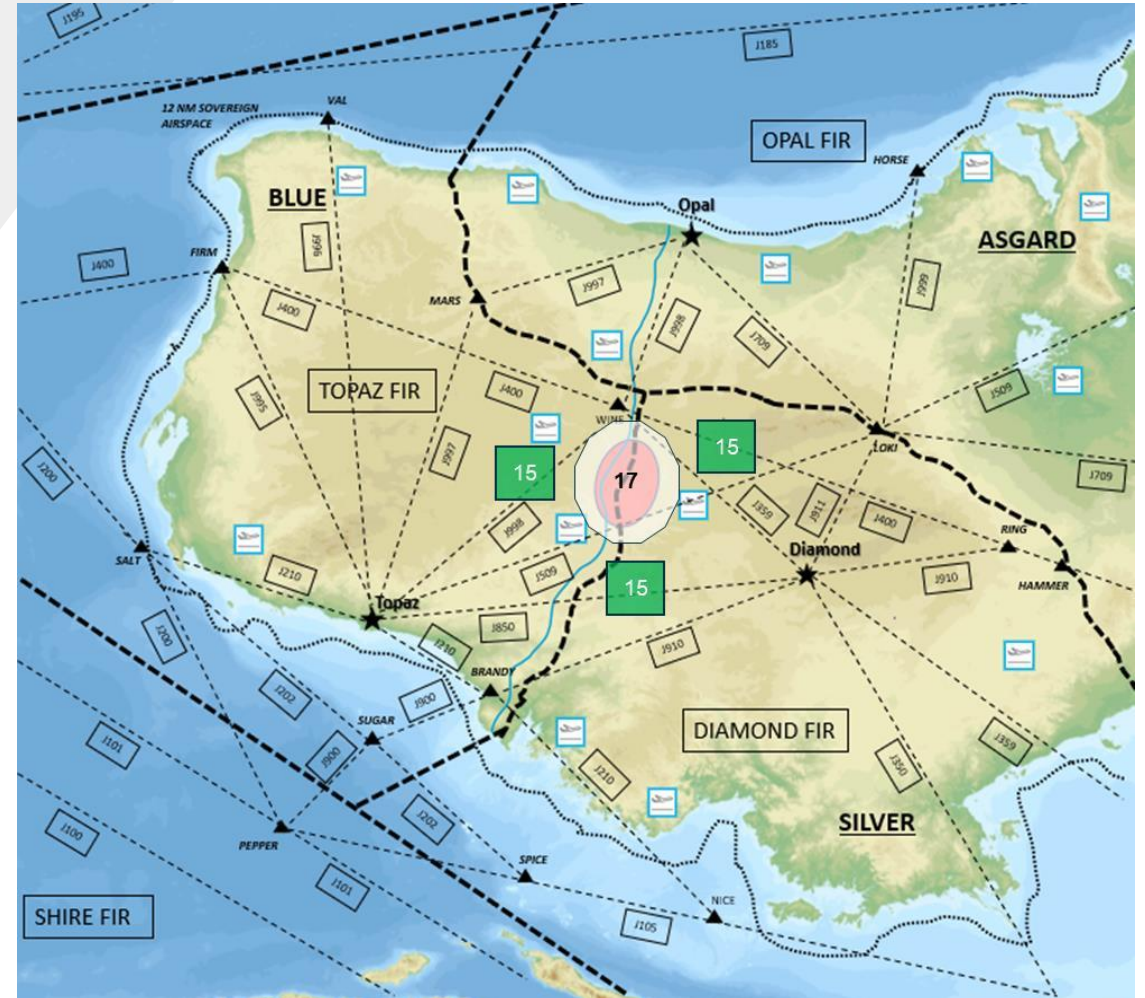 J195
J185
VAL
12 NM SOVEREIGN
AIRSPACE
OPAL FIR
HORSE
BLUE
Opal
ASGARD
J996
FIRM
J400
J999
J997
MARS
J400
J998
J709
TOPAZ FIR
J400
J509
J995
WINE
LOKI
J997
15
15
17
J200
J709
J359
J911
J400
J998
RING
SALT
Diamond
J210
J509
J910
HAMMER
15
Topaz
J200
J850
J210
J910
BRANDY
J202
J900
SUGAR
DIAMOND FIR
J101
J900
J210
J350
J359
J100
J202
SILVER
PEPPER
SPICE
J101
NICE
SHIRE FIR
J105